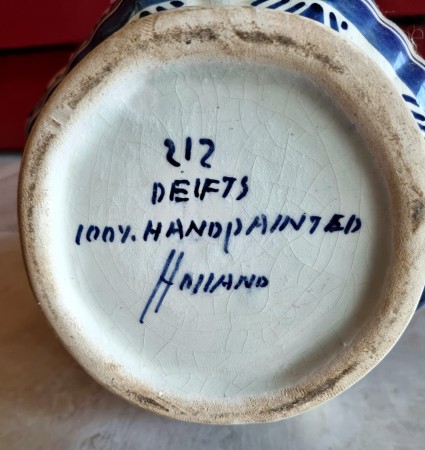 212
DELFTS
100%. HANDPAINTED
HOLLAND